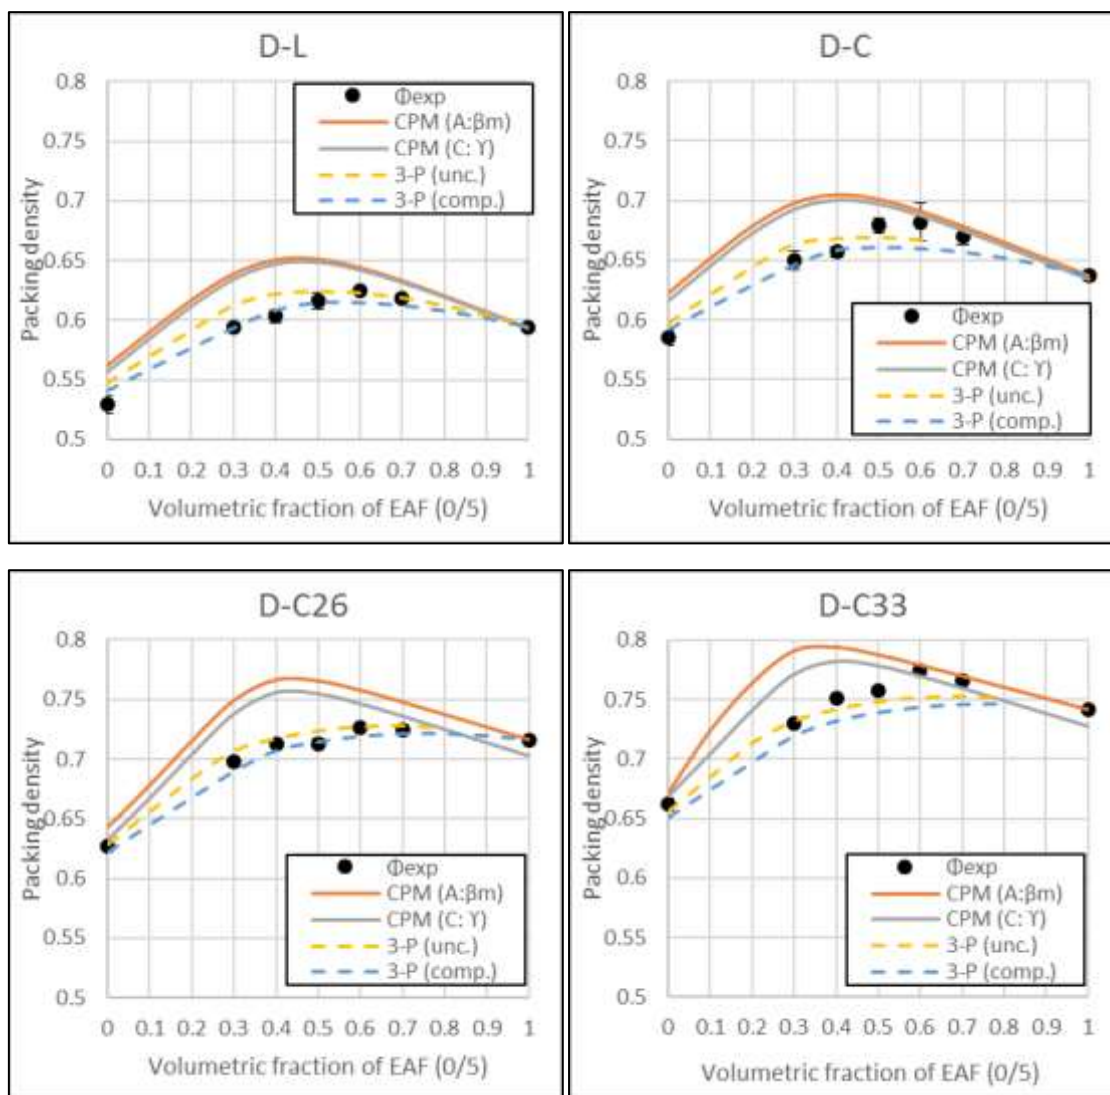 D-L
0.8
0.75
0.7
0.65
0.6
0.55
0.5
Packing density
Φexp
CPM (A:βm)
CPM (C: ϒ)
3-P (unc.)
3-P (comp.)
0 0.1 0.2 0.3 0.4 0.5 0.6 0.7 0.8 0.9 1
Volumetric fraction of EAF (0/5)
D-C
0.8
0.75
0.7
0.65
0.6
0.55
0.5
Packing density
Φexp
CPM (A:βm)
CPM (C: ϒ)
3-P (unc.)
3-P (comp.)
0 0.1 0.2 0.3 0.4 0.5 0.6 0.7 0.8 0.9 1
Volumetric fraction of EAF (0/5)
D-C26
0.8
0.75
0.7
0.65
0.6
0.55
0.5
Packing density
Φexp
CPM (A:βm)
CPM (C: ϒ)
3-P (unc.)
3-P (comp.)
0 0.1 0.2 0.3 0.4 0.5 0.6 0.7 0.8 0.9 1
Volumetric fraction of EAF (0/5)
D-C33
0.8
0.75
0.7
0.65
0.6
0.55
0.5
Packing density
Φexp
CPM (A:βm)
CPM (C: ϒ)
3-P (unc.)
3-P (comp.)
0 0.1 0.2 0.3 0.4 0.5 0.6 0.7 0.8 0.9 1
Volumetric fraction of EAF (0/5)